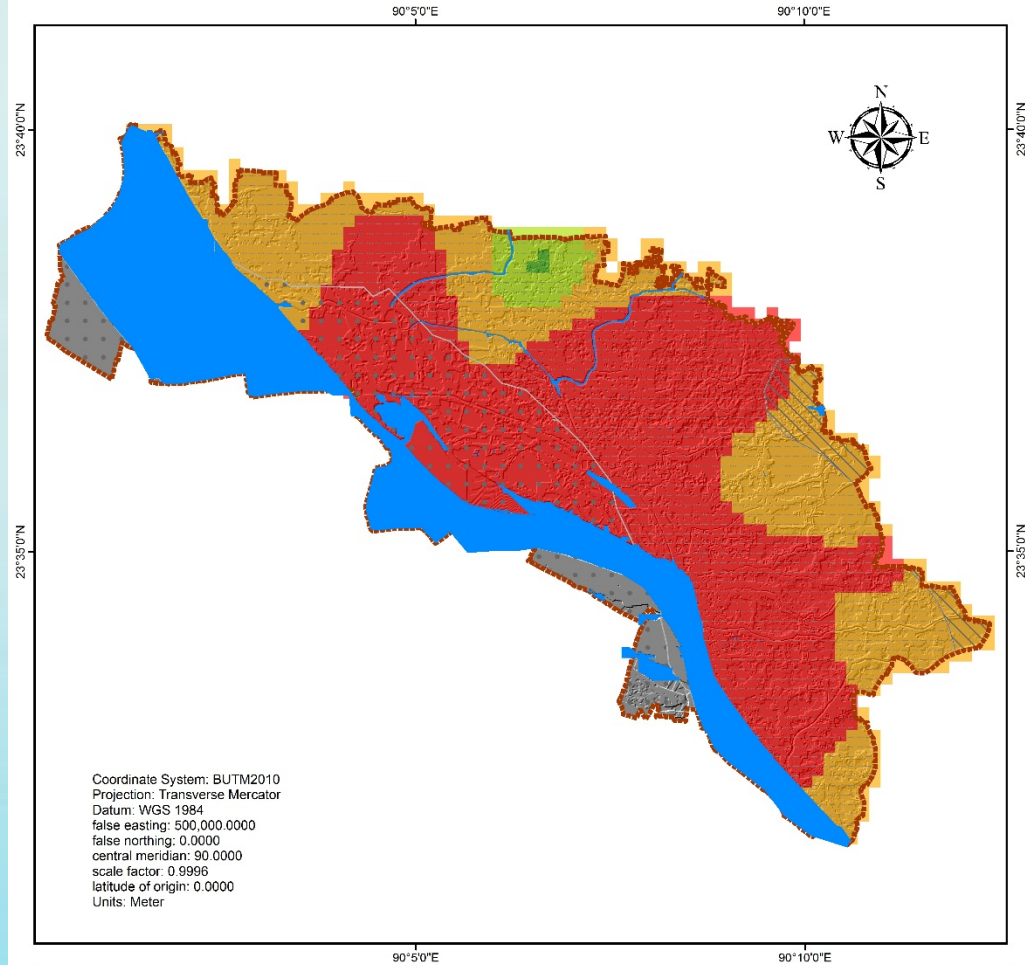 90°5'0"E
90°10'0"E
23°40'0"N
23°40'0"N
N
W
E
S
23°35'0"N
23°35'0"N
Coordinate System: BUTM2010
Projection: Transverse Mercator
Datum: WGS 1984
false easting: 500,000.0000
false northing: 0.0000
central meridian: 90.0000
scale factor: 0.9996
latitude of origin: 0.0000
Units: Meter
90°5'0"E
90°10'0"E